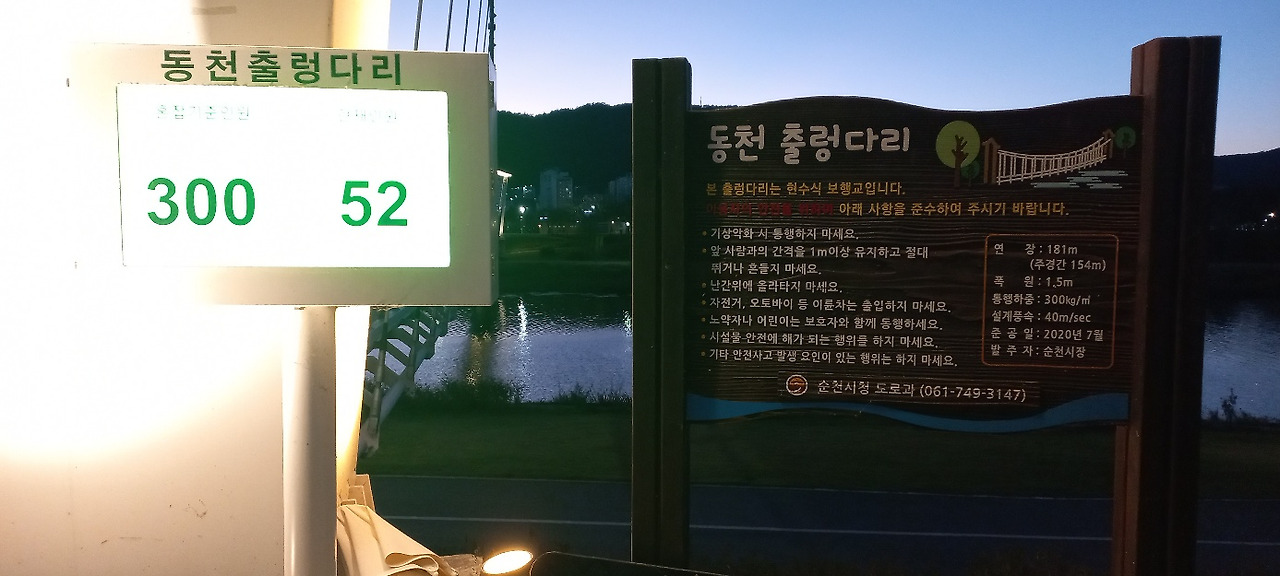 동천출렁다리
300 52
동천 출렁다리
본 출렁다리는 현수식 보행교입니다.
아래 사항을 준수하여 주시기 바랍니다.
• 기상악화 시 통행하지 마세요.
• 앞 사람과의 간격을 1m이상 유지하고 절대
뛰거나 흔들지 마세요.
• 난간위에 올라타지 마세요.
• 자전거, 오토바이 등 이륜차는 출입하지 마세요.
• 노약자나 어린이는 보호자와 함께 동행하세요.
• 시설물 안전에 해가 되는 행위를 하지 마세요.
• 기타 안전사고 발생 요인이 있는 행위는 하지 마세요.
연 장 : 181m
(주경간 154m)
폭 원 : 1.5m
통행하중 : 300kg/㎡
설계풍속 : 40m/sec
준 공 일 : 2020년 7월
발 주 자 : 순천시장
순천시청 도로과 (061-749-3147)